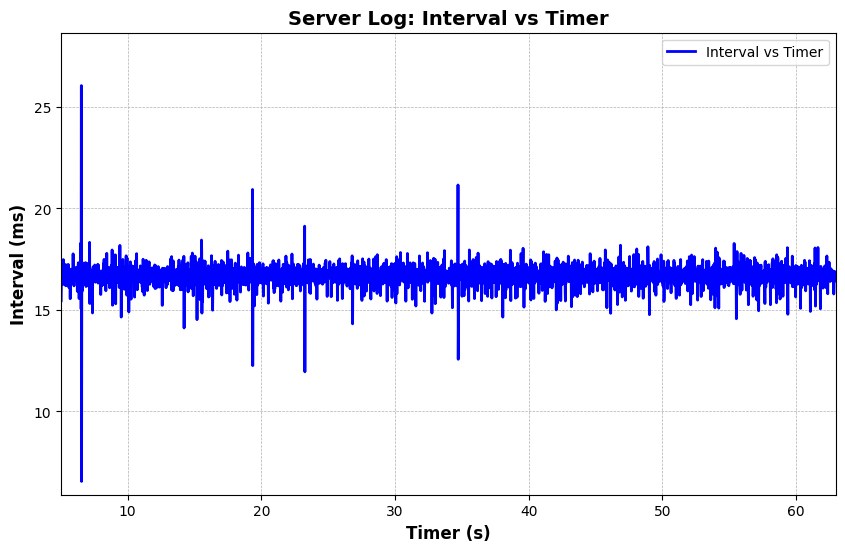 Server Log: Interval vs Timer
Interval vs Timer
25
20
15
10
Interval (ms)
10 20 30 40 50 60
Timer (s)